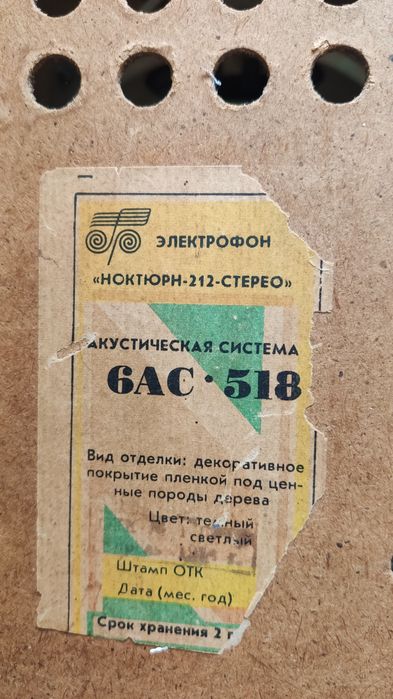 ЭЛЕКТРОФОН
«НОКТЮРН-212-СТЕРЕО»
АКУСТИЧЕСКАЯ СИСТЕМА
6АС·518
Вид отделки: декоративное
покрытие пленкой под цен-
ные породы дерева
Цвет: темный
светлый
Штамп ОТК
Дата (мес. год)
Срок хранения 2 г